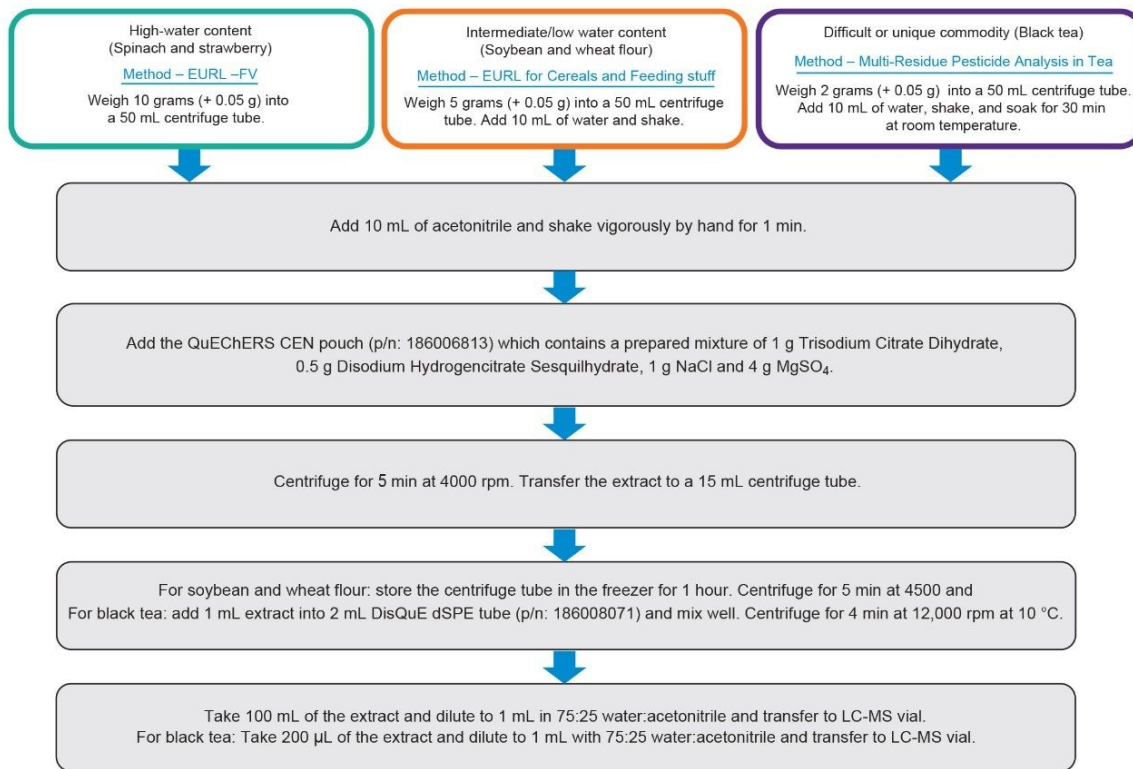 High-water content
(Spinach and strawberry)
Method – EURL –FV
Weigh 10 grams (+ 0.05 g) into
a 50 mL centrifuge tube.
Intermediate/low water content
(Soybean and wheat flour)
Method – EURL for Cereals and Feeding stuff
Weigh 5 grams (+ 0.05 g) into a 50 mL centrifuge
tube. Add 10 mL of water and shake.
Difficult or unique commodity (Black tea)
Method – Multi-Residue Pesticide Analysis in Tea
Weigh 2 grams (+ 0.05 g) into a 50 mL centrifuge tube.
Add 10 mL of water, shake, and soak for 30 min
at room temperature.
Add 10 mL of acetonitrile and shake vigorously by hand for 1 min.
Add the QuEChERS CEN pouch (p/n: 186006813) which contains a prepared mixture of 1 g Trisodium Citrate Dihydrate,
0.5 g Disodium Hydrogencitrate Sesquilhydrate, 1 g NaCl and 4 g MgSO₄.
Centrifuge for 5 min at 4000 rpm. Transfer the extract to a 15 mL centrifuge tube.
For soybean and wheat flour: store the centrifuge tube in the freezer for 1 hour. Centrifuge for 5 min at 4500 and
For black tea: add 1 mL extract into 2 mL DisQuE dSPE tube (p/n: 186008071) and mix well. Centrifuge for 4 min at 12,000 rpm at 10 °C.
Take 100 mL of the extract and dilute to 1 mL in 75:25 water:acetonitrile and transfer to LC-MS vial.
For black tea: Take 200 µL of the extract and dilute to 1 mL with 75:25 water:acetonitrile and transfer to LC-MS vial.